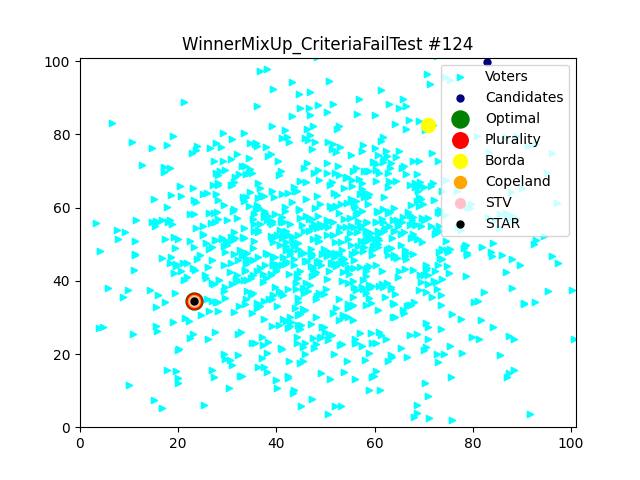 WinnerMixUp_CriteriaFailTest #124
100
80
60
40
20
0
0 20 40 60 80 100
Voters
Candidates
Optimal
Plurality
Borda
Copeland
STV
STAR